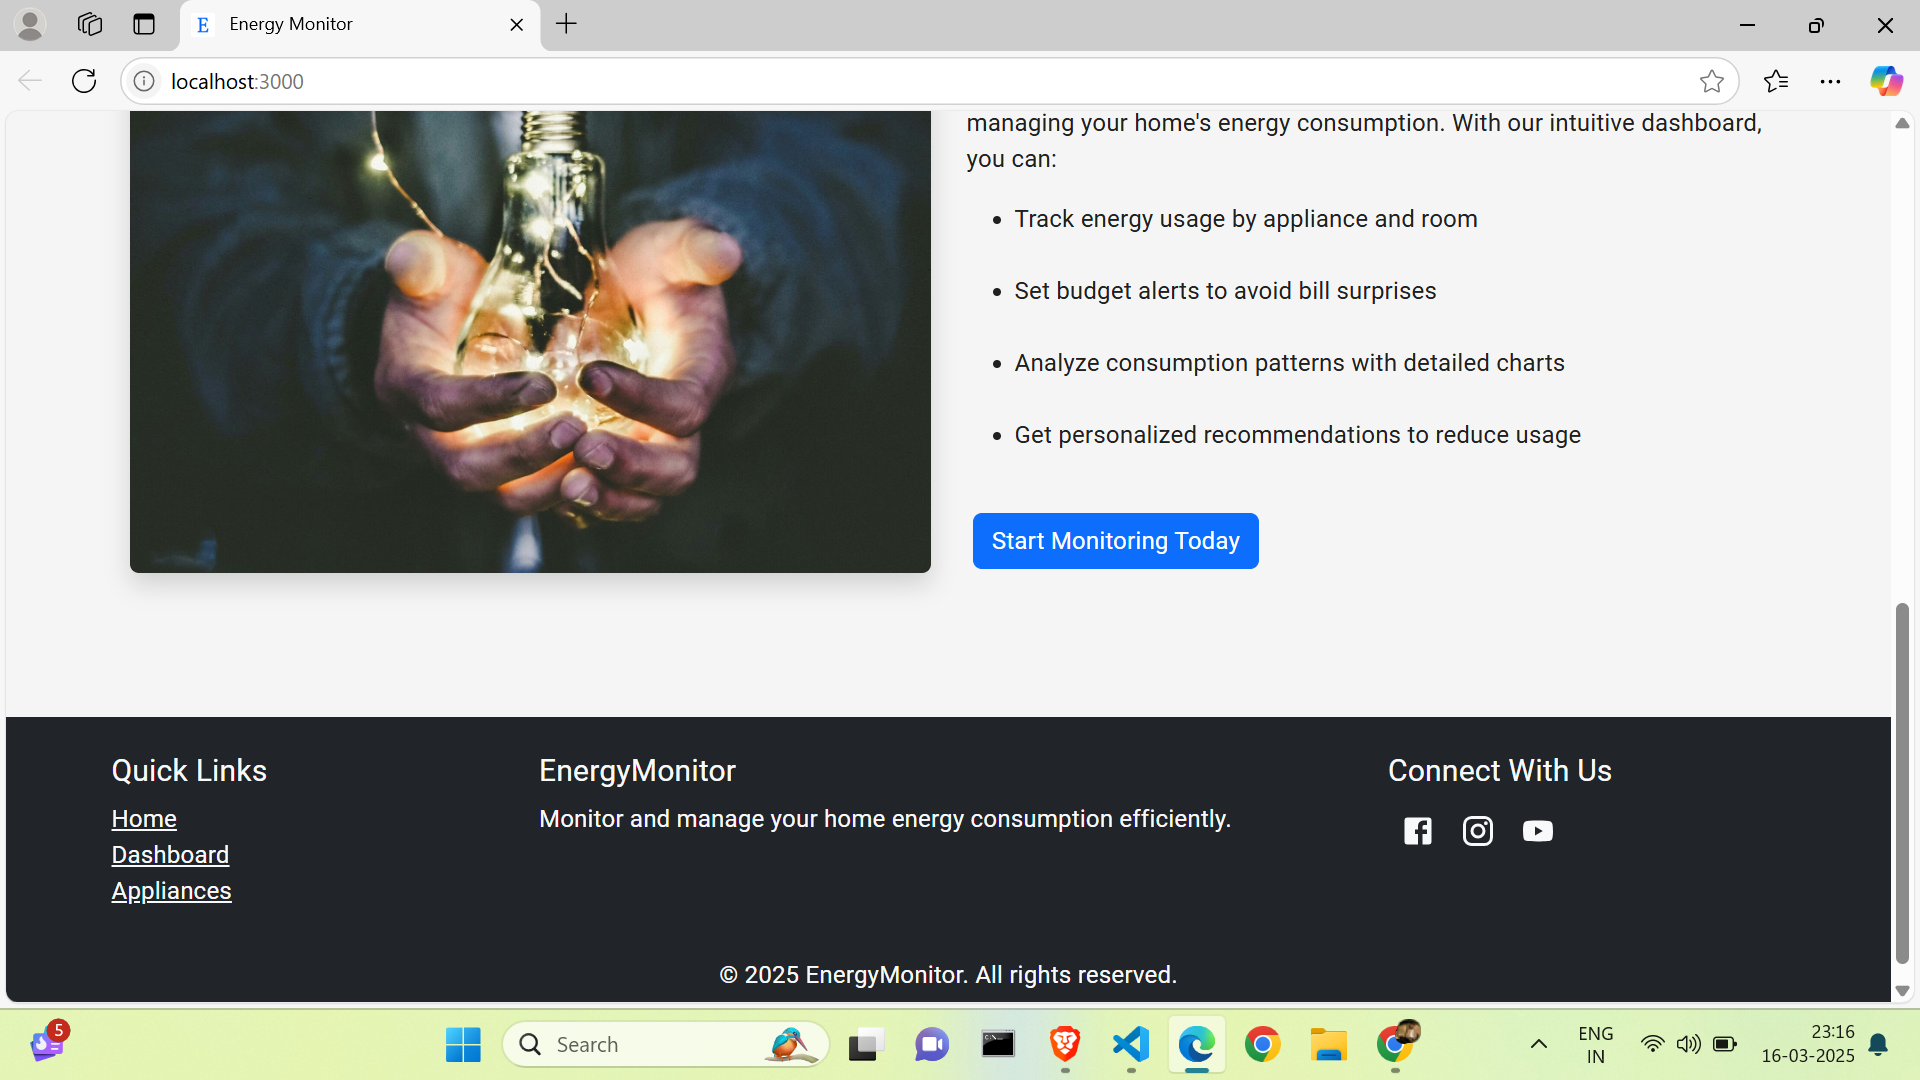 E Energy Monitor
localhost:3000
managing your home's energy consumption. With our intuitive dashboard,
you can:
• Track energy usage by appliance and room
• Set budget alerts to avoid bill surprises
• Analyze consumption patterns with detailed charts
• Get personalized recommendations to reduce usage
Start Monitoring Today
Quick Links
Home
Dashboard
Appliances
EnergyMonitor
Monitor and manage your home energy consumption efficiently.
Connect With Us
© 2025 EnergyMonitor. All rights reserved.
5
Search
ENG
IN
23:16
16-03-2025